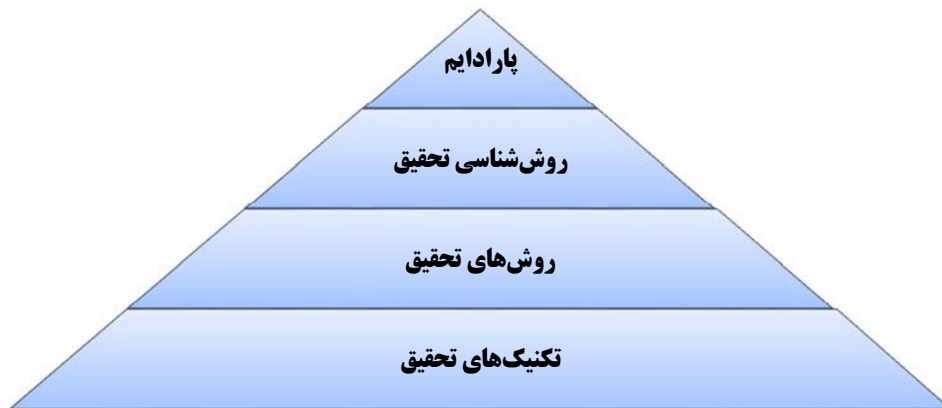 پارادایم
روش‌شناسی تحقیق
روش‌های تحقیق
تکنیک‌های تحقیق